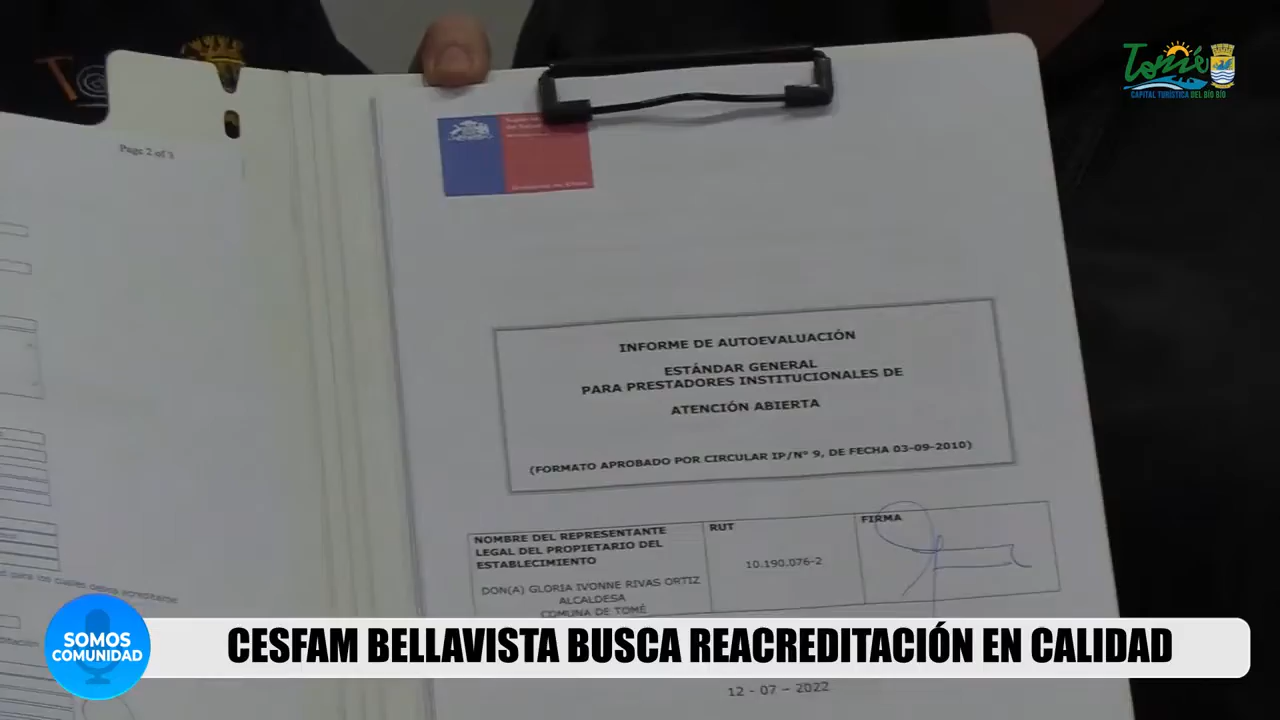 Tomé
CAPITAL TURÍSTICA DEL BÍO BÍO
Page 2 of 3
INFORME DE AUTOEVALUACIÓN
ESTÁNDAR GENERAL
PARA PRESTADORES INSTITUCIONALES DE
ATENCIÓN ABIERTA
(FORMATO APROBADO POR CIRCULAR IP/N° 9, DE FECHA 03-09-2010)
NOMBRE DEL REPRESENTANTE
LEGAL DEL PROPIETARIO DEL
ESTABLECIMIENTO
DON(A) GLORIA IVONNE RIVAS ORTIZ
ALCALDESA
COMUNA DE TOMÉ
RUT
10.190.076-2
FIRMA
SOMOS
COMUNIDAD
CESFAM BELLAVISTA BUSCA REACREDITACIÓN EN CALIDAD
12 - 07 – 2022